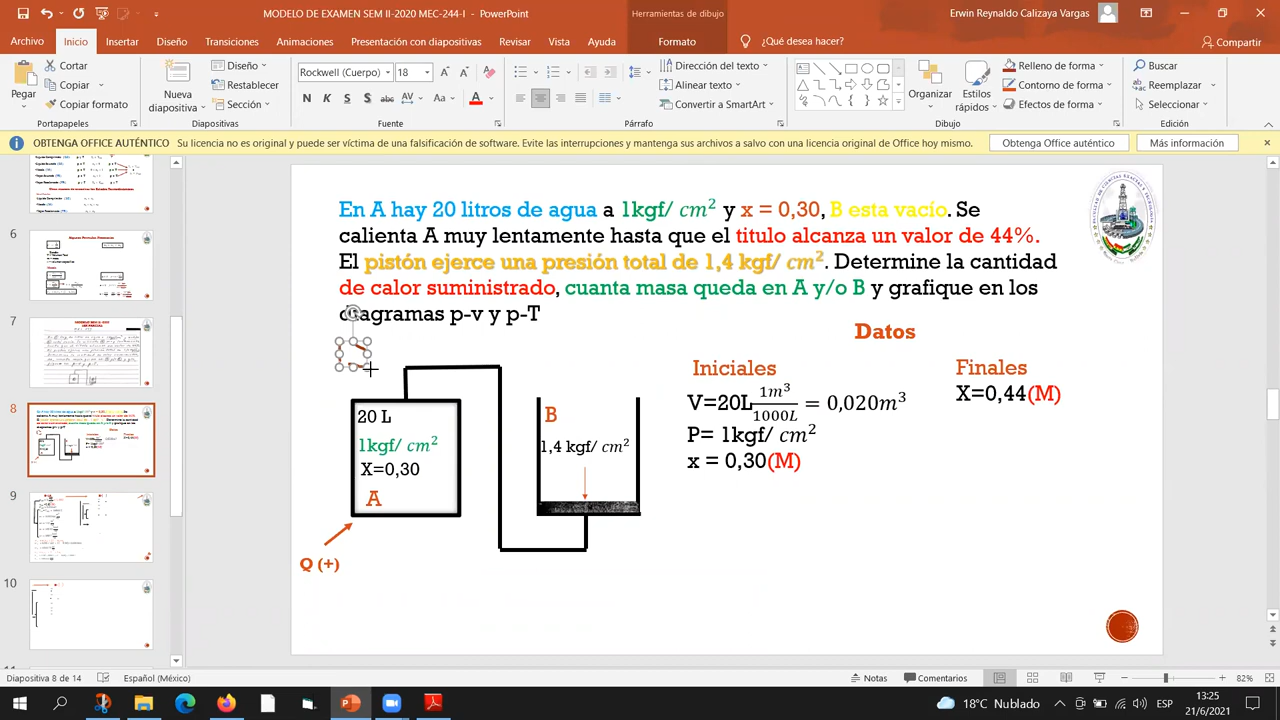 MODELO DE EXAMEN SEM II-2020 MEC-244-I - PowerPoint
Herramientas de dibujo
Erwin Reynaldo Calizaya Vargas
Archivo Inicio Insertar Diseño Transiciones Animaciones Presentación con diapositivas Revisar Vista Ayuda Formato ¿Qué desea hacer? Compartir
Pegar
Cortar
Copiar
Copiar formato
Portapapeles
Nueva diapositiva
Diseño
Restablecer
Sección
Diapositivas
Rockwell (Cuerpo) 18
N K S S abc AV Aa A
Fuente
Párrafo
Dirección del texto
Alinear texto
Convertir a SmartArt
Organizar
Estilos rápidos
Dibujo
Relleno de forma
Contorno de forma
Efectos de forma
Buscar
Reemplazar
Seleccionar
Edición
OBTENGA OFFICE AUTÉNTICO Su licencia no es original y puede ser víctima de una falsificación de software. Evite las interrupciones y mantenga sus archivos a salvo con una licencia original de Office hoy mismo. Obtenga Office auténtico Más información
6
7
8
9
10
En A hay 20 litros de agua a 1kgf/ cm² y x = 0,30, B esta vacío. Se
calienta A muy lentamente hasta que el titulo alcanza un valor de 44%.
El pistón ejerce una presión total de 1,4 kgf/ cm². Determine la cantidad
de calor suministrado, cuanta masa queda en A y/o B y grafique en los
diagramas p-v y p-T
Datos
Iniciales
Finales
V=20L 1m³/1000L = 0,020m³
X=0,44(M)
P= 1kgf/ cm²
x = 0,30(M)
20 L
1kgf/ cm²
X=0,30
A
B
1,4 kgf/ cm²
Q (+)
Diapositiva 8 de 14 Español (México) Notas Comentarios 82%
18°C Nublado ESP 13:25
21/6/2021